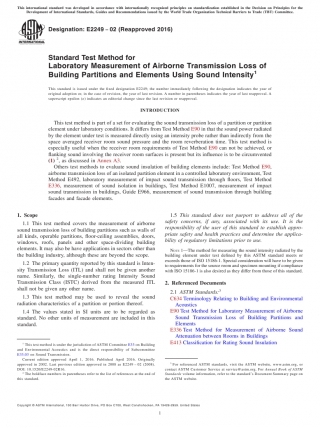 This international standard was developed in accordance with internationally recognized principles on standardization established in the Decision on Principles for the
Development of International Standards, Guides and Recommendations issued by the World Trade Organization Technical Barriers to Trade (TBT) Committee.
INTERNATIONAL
Designation: E2249 - 02 (Reapproved 2016)
Standard Test Method for
Laboratory Measurement of Airborne Transmission Loss of
Building Partitions and Elements Using Sound Intensity1
This standard is issued under the fixed designation E2249; the number immediately following the designation indicates the year of
original adoption or, in the case of revision, the year of last revision. A number in parentheses indicates the year of last reapproval. A
superscript epsilon (ε) indicates an editorial change since the last revision or reapproval.
INTRODUCTION
This test method is part of a set for evaluating the sound transmission loss of a partition or partition
element under laboratory conditions. It differs from Test Method E90 in that the sound power radiated
by the element under test is measured directly using an intensity probe rather than indirectly from the
space averaged receiver room sound pressure and the room reverberation time. This test method is
especially useful when the receiver room requirements of Test Method E90 can not be achieved, or
flanking sound involving the receiver room surfaces is present but its influence is to be circumvented
(1)2, as discussed in Annex A3.
Others test methods to evaluate sound insulation of building elements include: Test Method E90,
airborne transmission loss of an isolated partition element in a controlled laboratory environment, Test
Method E492, laboratory measurement of impact sound transmission through floors, Test Method
E336, measurement of sound isolation in buildings, Test Method E1007, measurement of impact
sound transmission in buildings, Guide E966, measurement of sound transmission through building
facades and facade elements.
1. Scope
1.1 This test method covers the measurement of airborne
sound transmission loss of building partitions such as walls of
all kinds, operable partitions, floor-ceiling assemblies, doors,
windows, roofs, panels and other space-dividing building
elements. It may also be have applications in sectors other than
the building industry, although these are beyond the scope.
1.2 The primary quantity reported by this standard is Intensity
Transmission Loss (ITL) and shall not be given another
name. Similarly, the single-number rating Intensity Sound
Transmission Class (ISTC) derived from the measured ITL
shall not be given any other name.
1.3 This test method may be used to reveal the sound
radiation characteristics of a partition or portion thereof.
1.4 The values stated in SI units are to be regarded as
standard. No other units of measurement are included in this
standard.
1 This test method is under the jurisdiction of ASTM Committee E33 on Building
and Environmental Acoustics and is the direct responsibility of Subcommittee
E33.03 on Sound Transmission.
Current edition approved April 1, 2016. Published April 2016. Originally
approved in 2002. Last previous edition approved in 2008 as E2249 – 02 (2008).
DOI: 10.1520/E2249-02R16.
2 The boldface numbers in parentheses refer to the list of references at the end of
this standard.
1.5 This standard does not purport to address all of the
safety concerns, if any, associated with its use. It is the
responsibility of the user of this standard to establish appropriate
safety and health practices and determine the applicability
of regulatory limitations prior to use.
NOTE 1—The method for measuring the sound intensity radiated by the
building element under test defined by this ASTM standard meets or
exceeds those of ISO 15186-1. Special consideration will have to be given
to requirements for the source room and specimen mounting if compliance
with ISO 15186-1 is also desired as they differ from those of this standard.
2. Referenced Documents
2.1 ASTM Standards:3
C634 Terminology Relating to Building and Environmental
Acoustics
E90 Test Method for Laboratory Measurement of Airborne
Sound Transmission Loss of Building Partitions and
Elements
E336 Test Method for Measurement of Airborne Sound
Attenuation between Rooms in Buildings
E413 Classification for Rating Sound Insulation
3 For referenced ASTM standards, visit the ASTM website, www.astm.org, or
contact ASTM Customer Service at service@astm.org. For Annual Book of ASTM
Standards volume information, refer to the standard's Document Summary page on
the ASTM website.
Copyright © ASTM International, 100 Barr Harbor Drive, PO Box C700, West Conshohocken, PA 19428-2959. United States
1